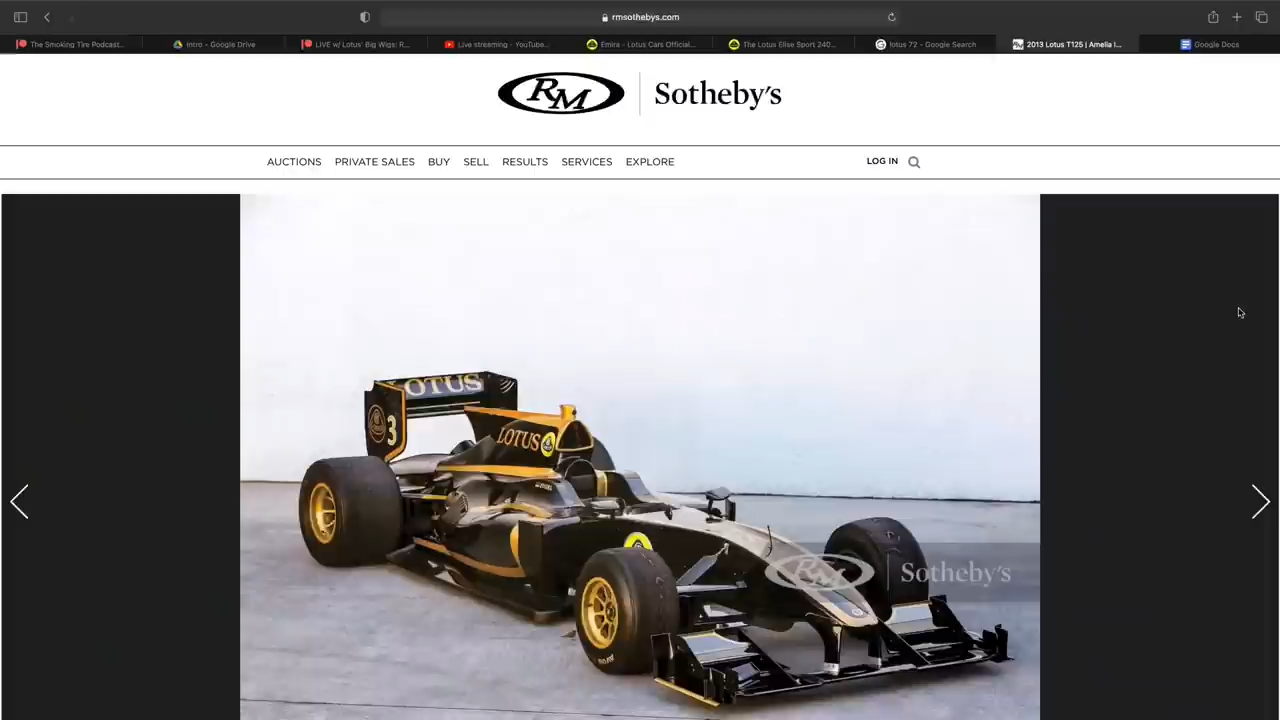 rmsothebys.com
The Smoking Tire Podcast...
Intro - Google Drive
LIVE w/ Lotus' Big Wigs: R...
Live streaming - YouTube...
Emira - Lotus Cars Official...
The Lotus Elise Sport 240...
lotus 72 - Google Search
2013 Lotus T125 | Amelia I...
Google Docs
RM Sotheby's
AUCTIONS PRIVATE SALES BUY SELL RESULTS SERVICES EXPLORE LOG IN
LOTUS
3
LOTUS
RM Sotheby's